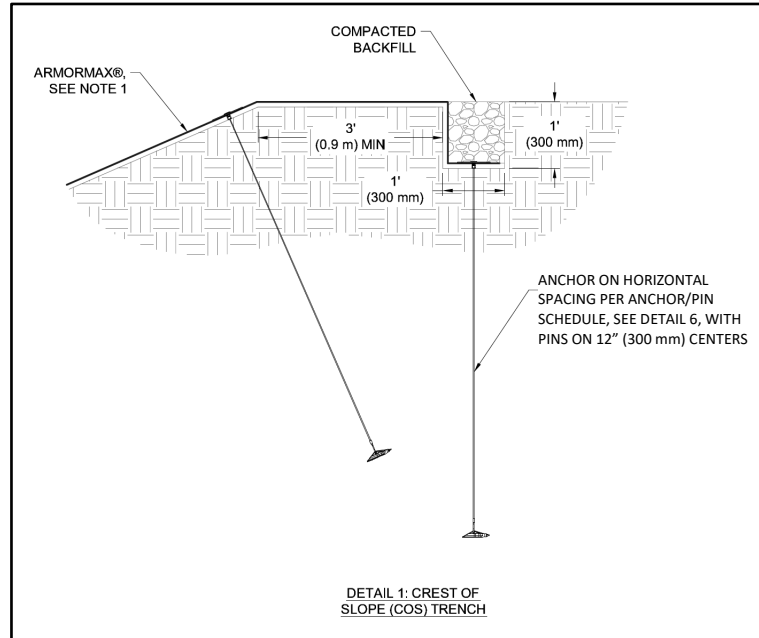 COMPACTED
BACKFILL
ARMORMAX®,
SEE NOTE 1
3'
(0.9 m) MIN
1'
(300 mm)
1'
(300 mm)
ANCHOR ON HORIZONTAL
SPACING PER ANCHOR/PIN
SCHEDULE, SEE DETAIL 6, WITH
PINS ON 12” (300 mm) CENTERS
DETAIL 1: CREST OF
SLOPE (COS) TRENCH